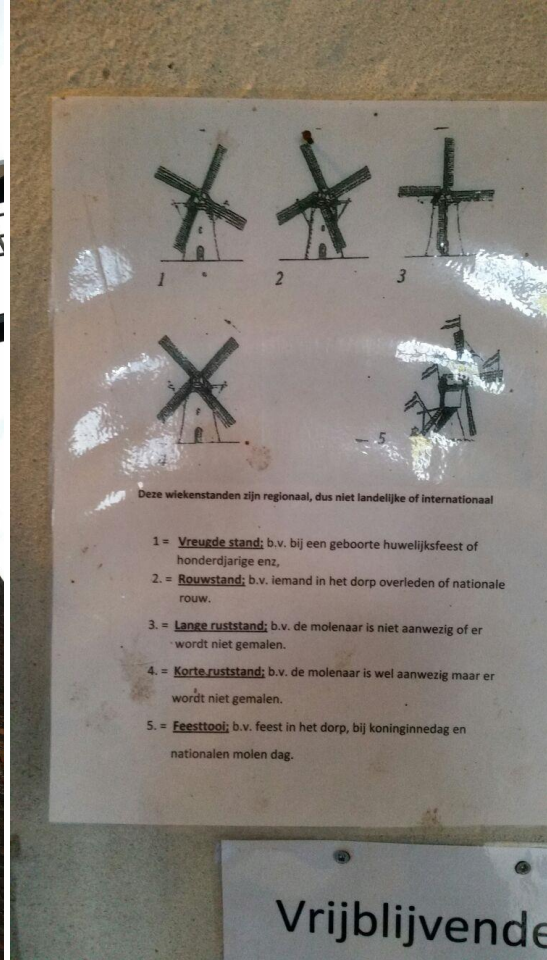 1
2
3
4
5
Deze wiekenstanden zijn regionaal, dus niet landelijke of internationaal
1 = Vreugde stand; b.v. bij een geboorte huwelijksfeest of
honderdjarige enz,
2. = Rouwstand; b.v. iemand in het dorp overleden of nationale
rouw.
3. = Lange ruststand; b.v. de molenaar is niet aanwezig of er
wordt niet gemalen.
4. = Korte ruststand; b.v. de molenaar is wel aanwezig maar er
wordt niet gemalen.
5. = Feesttooi; b.v. feest in het dorp, bij koninginnedag en
nationalen molen dag.
Vrijblijvende